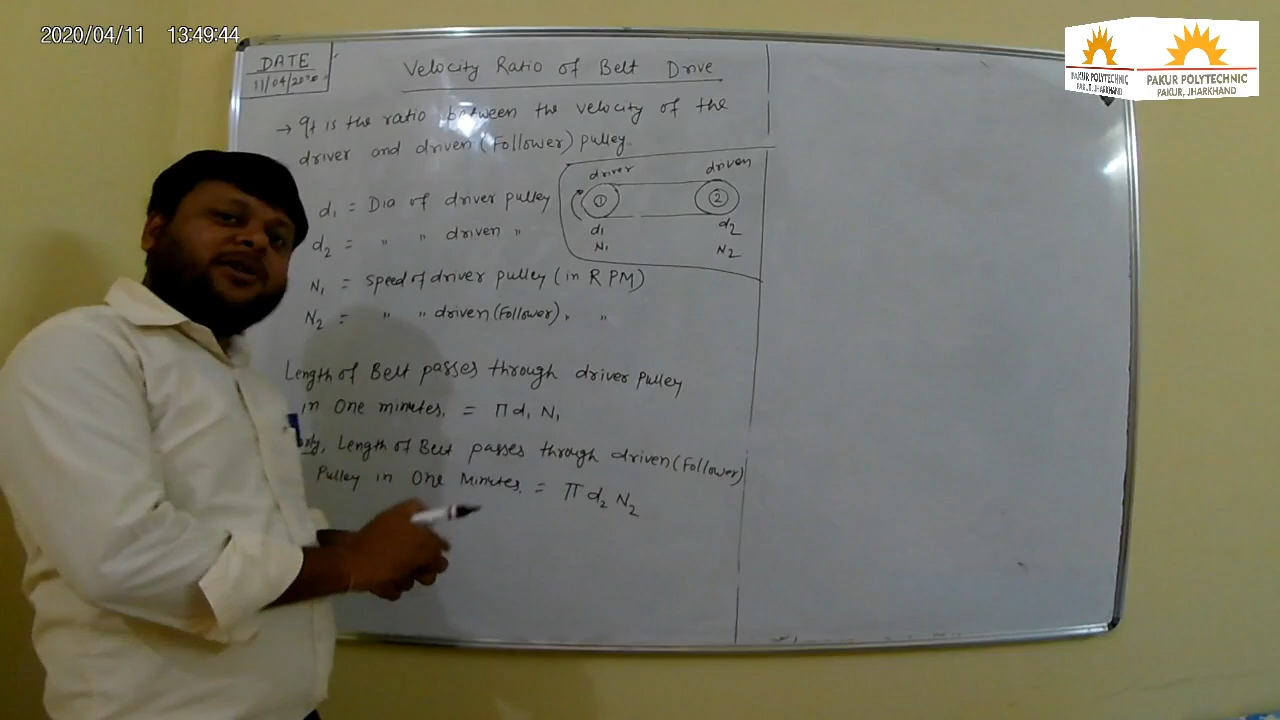 2020/04/11 13:49:44
PAKUR POLYTECHNIC
PAKUR, JHARKHAND
PAKUR POLYTECHNIC
PAKUR, JHARKHAND
DATE
11/04/2020
Velocity Ratio of Belt Drive
→ It is the ratio between the velocity of the
driver and driven (Follower) pulley.
driver driven
① ②
d₁ d₂
N₁ N₂
d₁ = Dia of driver pulley
d₂ = " " driven "
N₁ = Speed of driver pulley (in RPM)
N₂ = " " driven (Follower) " "
Length of Belt passes through driver pulley
in One minutes. = π d₁ N₁
Length of Belt passes through driven (Follower)
Pulley in One Minutes. = π d₂ N₂